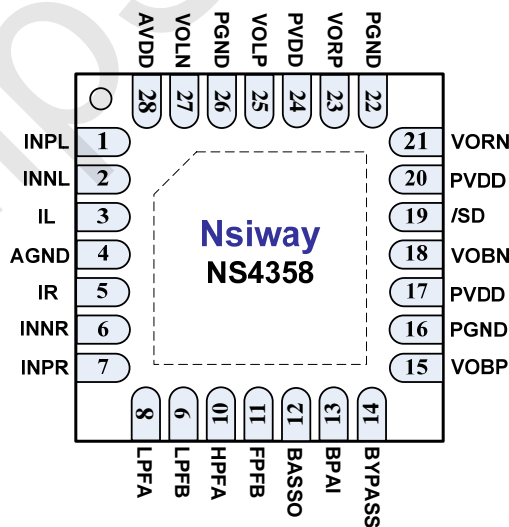 AVDD
VOLN
PGND
VOLP
PVDD
VORP
PGND
28
27
26
25
24
23
22
INPL 1
INNL 2
IL 3
AGND 4
IR 5
INNR 6
INPR 7
Nsiway
NS4358
21 VORN
20 PVDD
19 /SD
18 VOBN
17 PVDD
16 PGND
15 VOBP
8
9
10
11
12
13
14
LPFA
LPFB
HPFA
FPFB
BASSO
BPAI
BYPASS